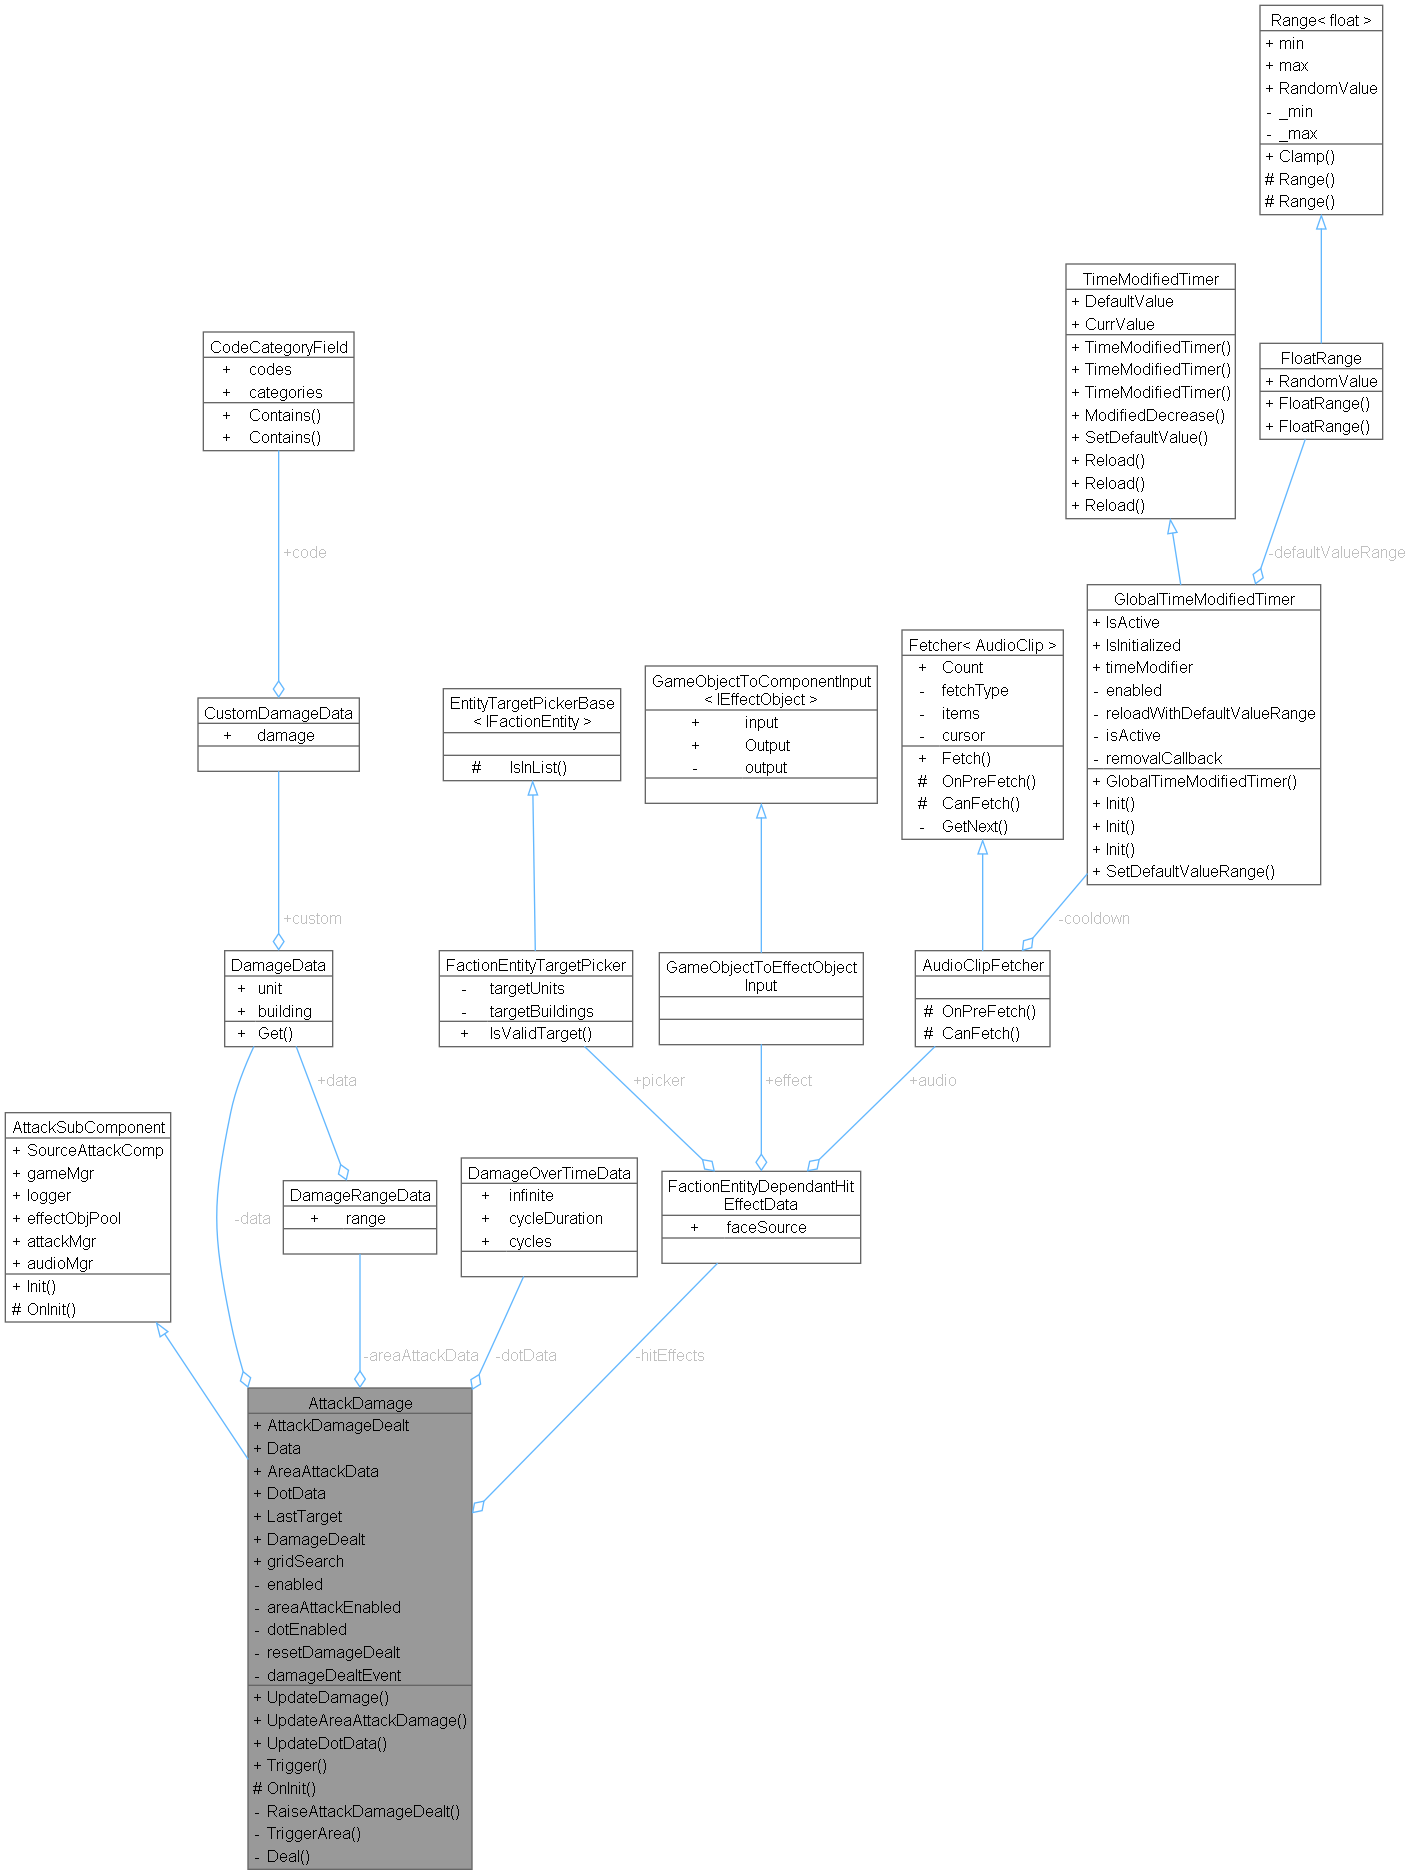 Range< float >
+ min
+ max
+ RandomValue
- _min
- _max
+ Clamp()
# Range()
# Range()
TimeModifiedTimer
+ DefaultValue
+ CurrValue
+ TimeModifiedTimer()
+ TimeModifiedTimer()
+ TimeModifiedTimer()
+ ModifiedDecrease()
+ SetDefaultValue()
+ Reload()
+ Reload()
+ Reload()
FloatRange
+ RandomValue
+ FloatRange()
+ FloatRange()
CodeCategoryField
+ codes
+ categories
+ Contains()
+ Contains()
+code
-defaultValueRange
GlobalTimeModifiedTimer
+ IsActive
+ IsInitialized
+ timeModifier
- enabled
- reloadWithDefaultValueRange
- isActive
- removalCallback
+ GlobalTimeModifiedTimer()
+ Init()
+ Init()
+ Init()
+ SetDefaultValueRange()
Fetcher< AudioClip >
+ Count
- fetchType
- items
- cursor
+ Fetch()
# OnPreFetch()
# CanFetch()
- GetNext()
GameObjectToComponentInput
< IEffectObject >
+ input
+ Output
- output
EntityTargetPickerBase
< IFactionEntity >
# IsInList()
CustomDamageData
+ damage
+custom
-cooldown
DamageData
+ unit
+ building
+ Get()
FactionEntityTargetPicker
- targetUnits
- targetBuildings
+ IsValidTarget()
GameObjectToEffectObject
Input
AudioClipFetcher
# OnPreFetch()
# CanFetch()
+data
+picker
+effect
+audio
AttackSubComponent
+ SourceAttackComp
+ gameMgr
+ logger
+ effectObjPool
+ attackMgr
+ audioMgr
+ Init()
# OnInit()
-data
DamageRangeData
+ range
DamageOverTimeData
+ infinite
+ cycleDuration
+ cycles
FactionEntityDependantHit
EffectData
+ faceSource
-areaAttackData
-dotData
-hitEffects
AttackDamage
+ AttackDamageDealt
+ Data
+ AreaAttackData
+ DotData
+ LastTarget
+ DamageDealt
+ gridSearch
- enabled
- areaAttackEnabled
- dotEnabled
- resetDamageDealt
- damageDealtEvent
+ UpdateDamage()
+ UpdateAreaAttackDamage()
+ UpdateDotData()
+ Trigger()
# OnInit()
- RaiseAttackDamageDealt()
- TriggerArea()
- Deal()